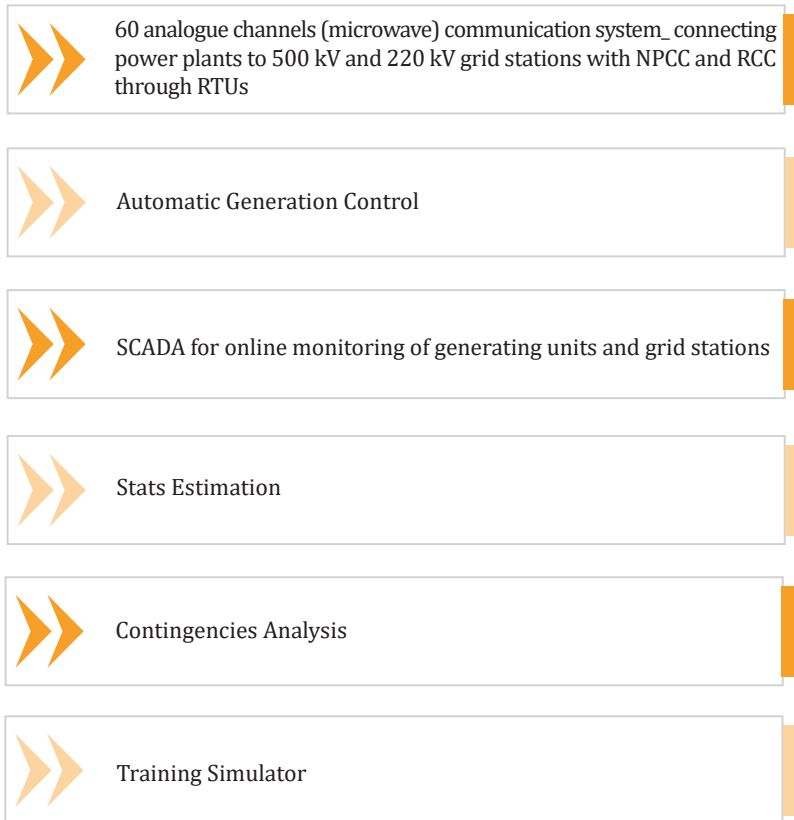 60 analogue channels (microwave) communication system_ connecting
power plants to 500 kV and 220 kV grid stations with NPCC and RCC
through RTUs
Automatic Generation Control
SCADA for online monitoring of generating units and grid stations
Stats Estimation
Contingencies Analysis
Training Simulator